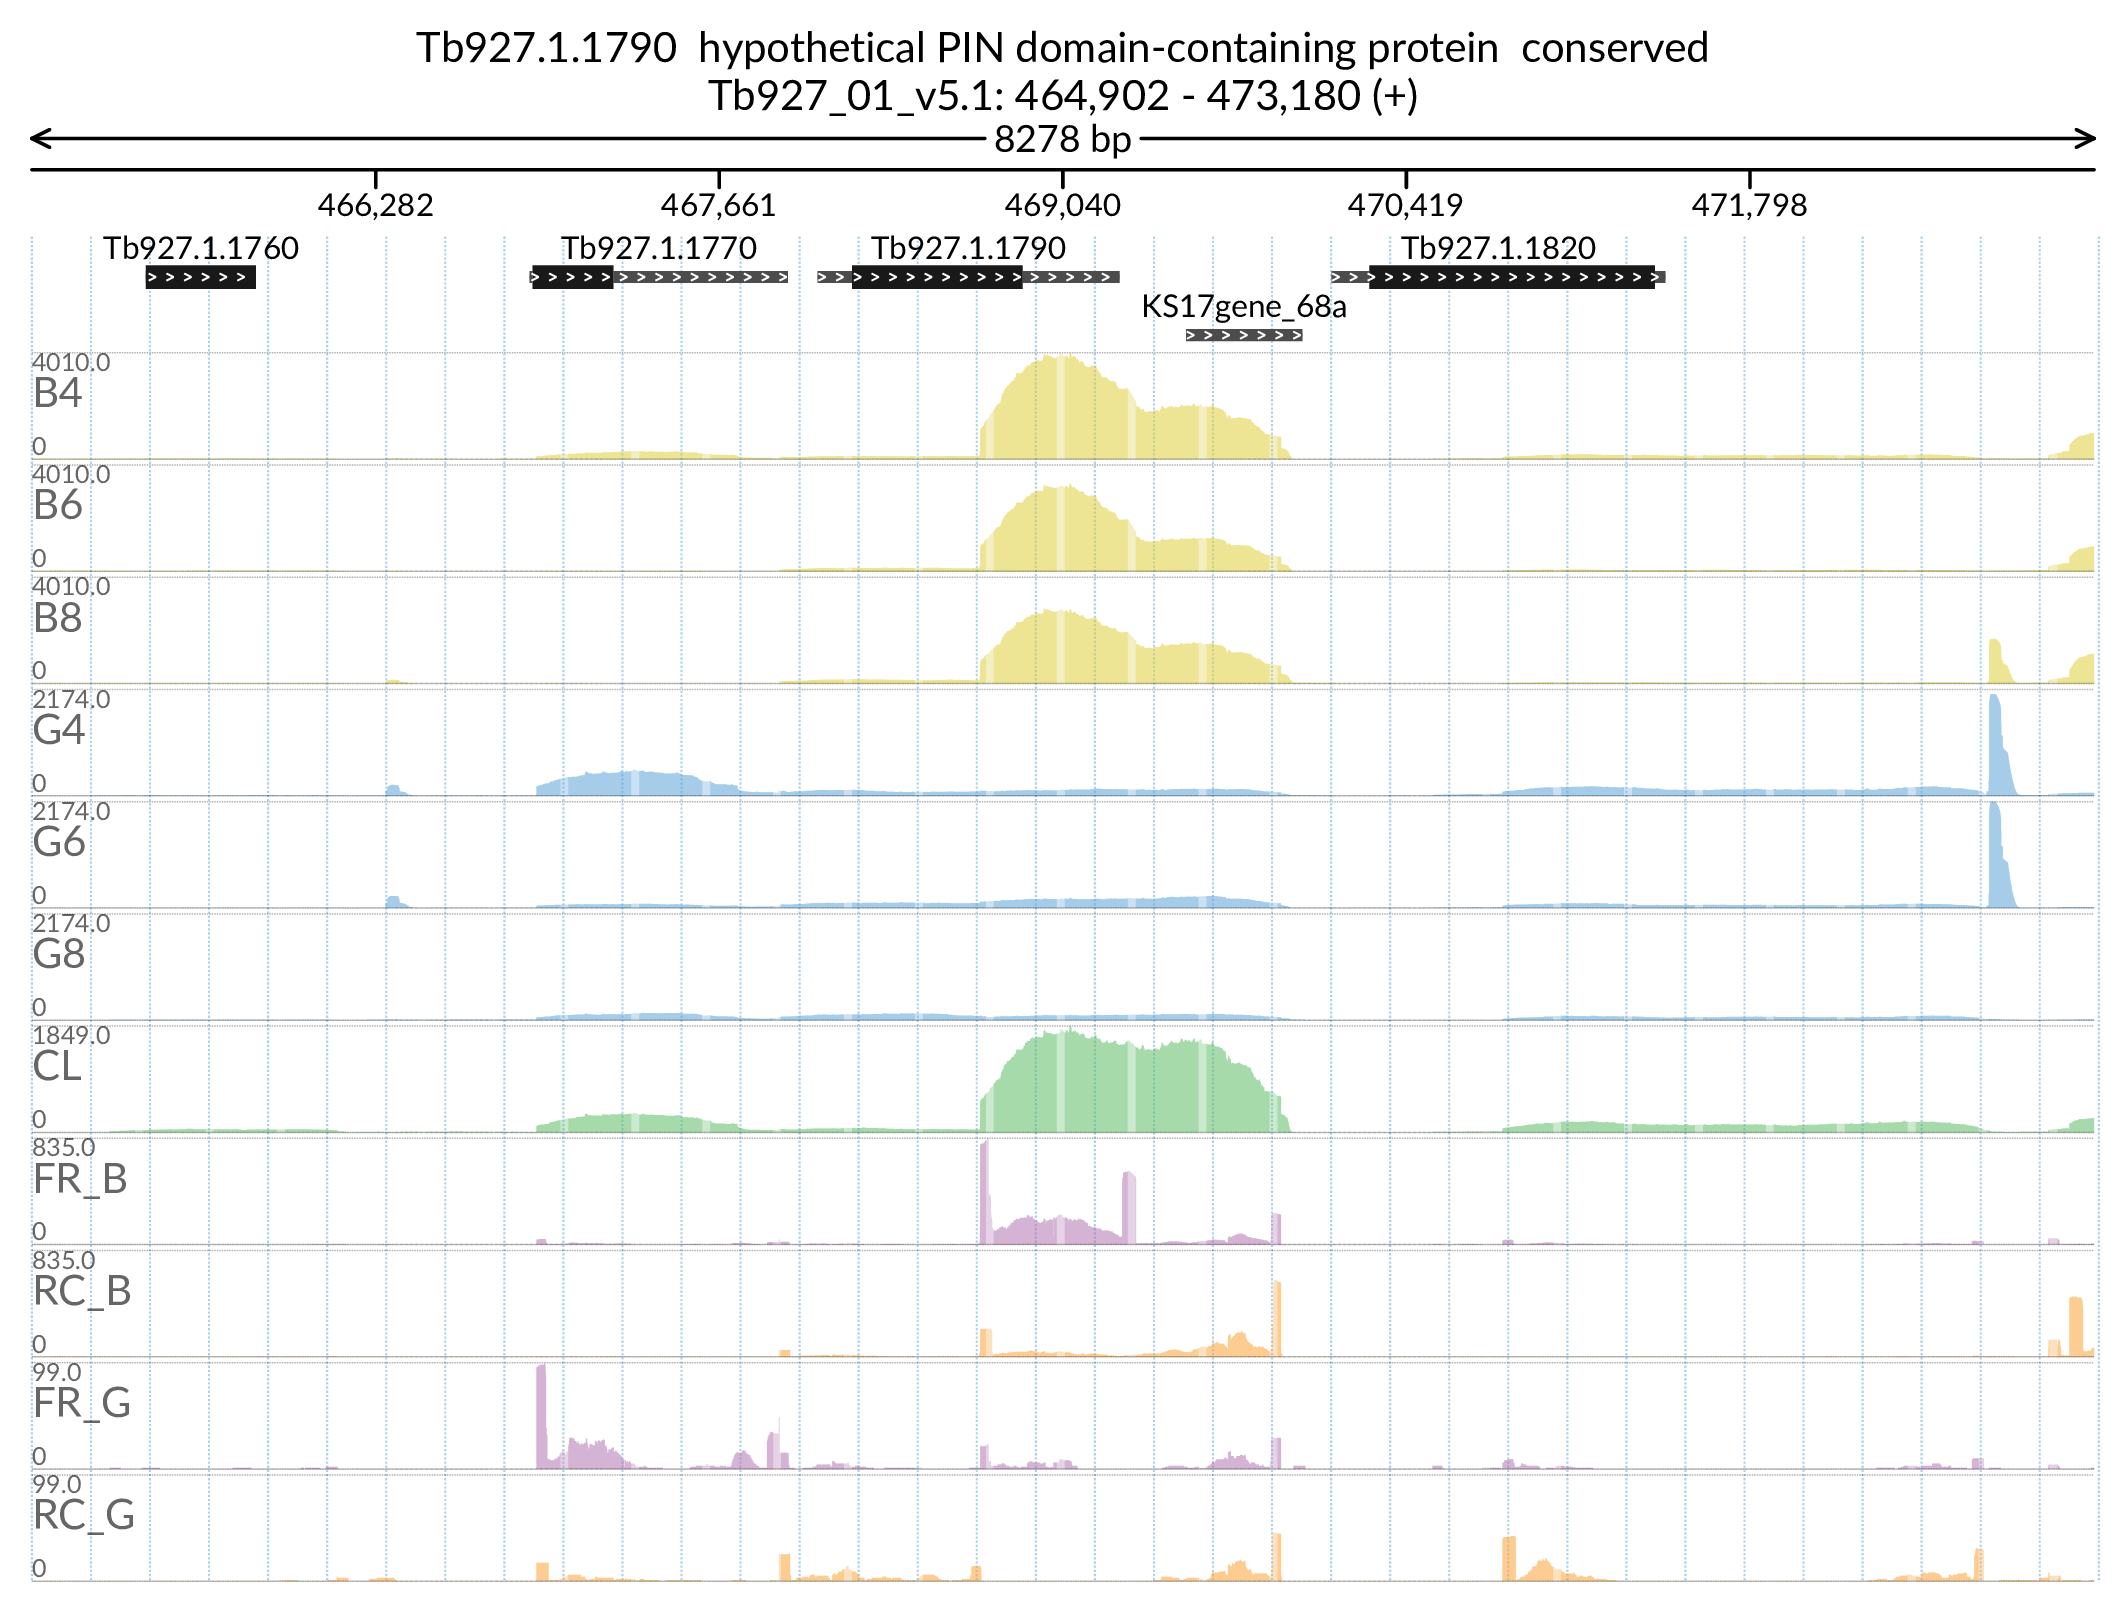 Tb927.1.1790  hypothetical PIN domain-containing protein  conserved
Tb927_01_v5.1: 464,902 - 473,180 (+)
8278 bp
466,282 467,661 469,040 470,419 471,798
Tb927.1.1760 Tb927.1.1770 Tb927.1.1790 Tb927.1.1820
KS17gene_68a
4010.0
B4
0
4010.0
B6
0
4010.0
B8
0
2174.0
G4
0
2174.0
G6
0
2174.0
G8
0
1849.0
CL
0
835.0
FR_B
0
835.0
RC_B
0
99.0
FR_G
0
99.0
RC_G
0